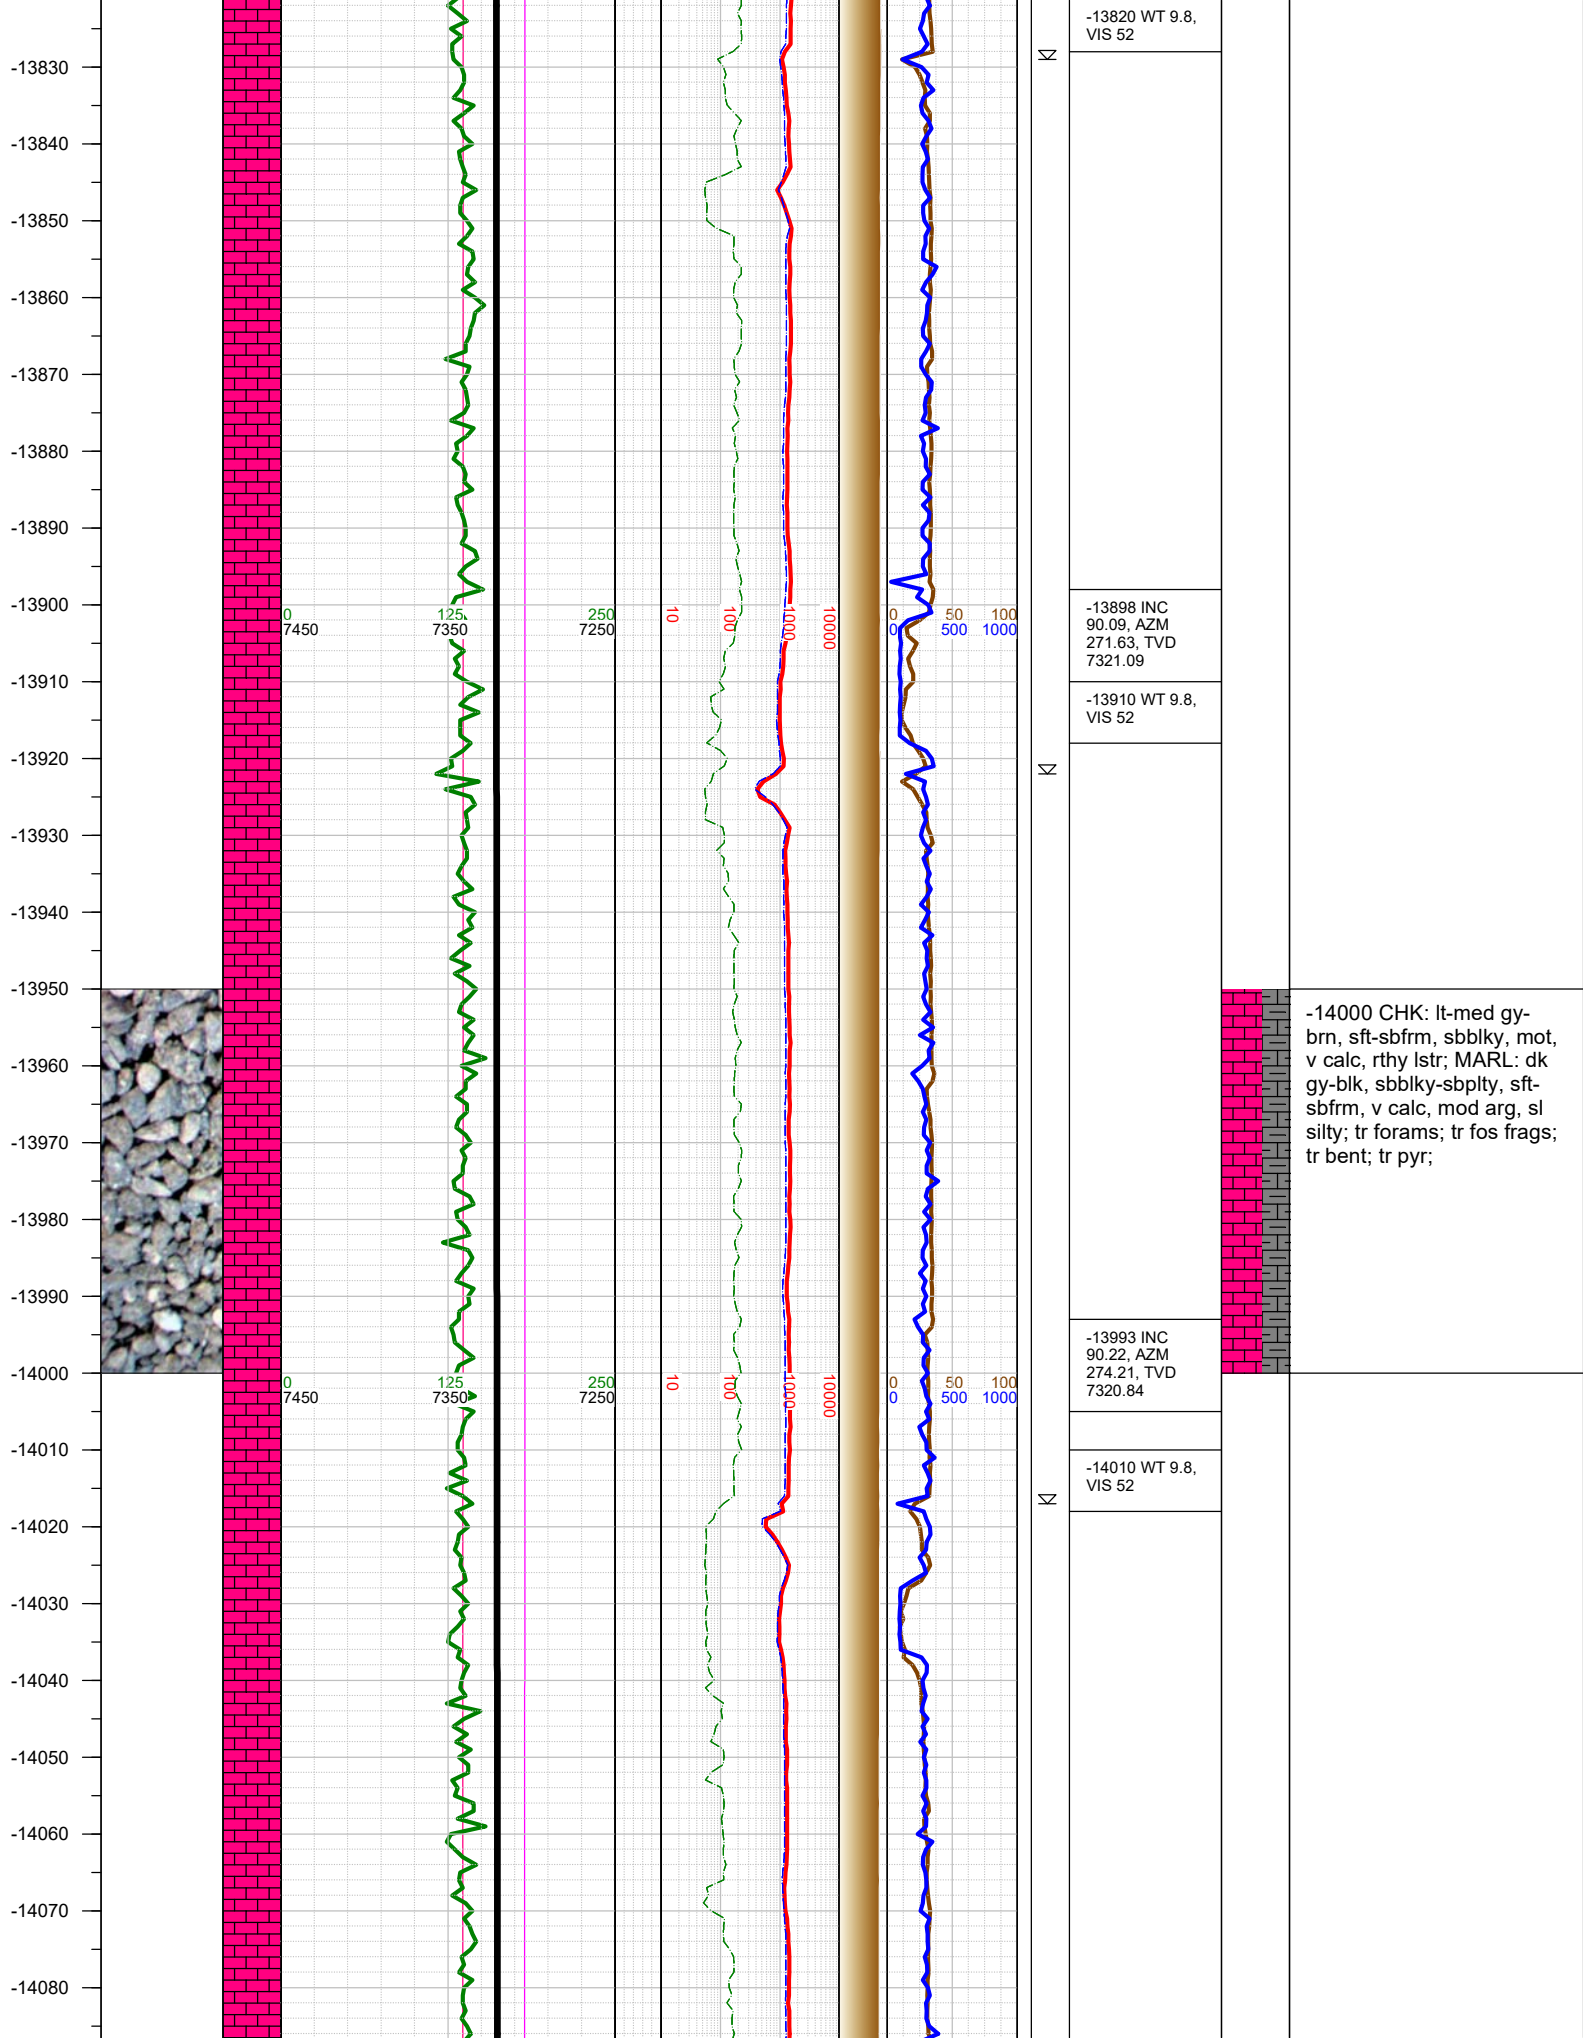 -13820 WT 9.8,
VIS 52
-13830
-13840
-13850
-13860
-13870
-13880
-13890
-13900
0 125 250
7450 7350 7250
10 100 1000 10000
0 50 100
0 500 1000
-13898 INC
90.09, AZM
271.63, TVD
7321.09
-13910
-13910 WT 9.8,
VIS 52
-13920
-13930
-13940
-13950
-14000 CHK: lt-med gy-
brn, sft-sbfrm, sbblky, mot,
v calc, rthy lstr; MARL: dk
gy-blk, sbblky-sbplty, sft-
sbfrm, v calc, mod arg, sl
silty; tr forams; tr fos frags;
tr bent; tr pyr;
-13960
-13970
-13980
-13990
-13993 INC
90.22, AZM
274.21, TVD
7320.84
-14000
0 125 250
7450 7350 7250
10 100 1000 10000
0 50 100
0 500 1000
-14010
-14010 WT 9.8,
VIS 52
-14020
-14030
-14040
-14050
-14060
-14070
-14080